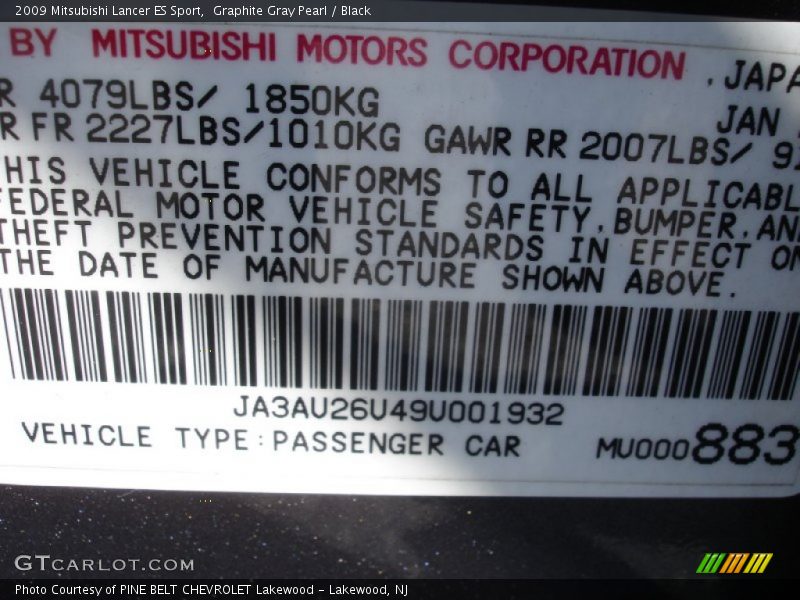 2009 Mitsubishi Lancer ES Sport, Graphite Gray Pearl / Black
BY MITSUBISHI MOTORS CORPORATION , JAPA
R 4079LBS/ 1850KG JAN
R FR 2227LBS/1010KG GAWR RR 2007LBS/ 9
HIS VEHICLE CONFORMS TO ALL APPLICABL
FEDERAL MOTOR VEHICLE SAFETY, BUMPER, AN
THEFT PREVENTION STANDARDS IN EFFECT ON
THE DATE OF MANUFACTURE SHOWN ABOVE.
JA3AU26U49U001932
VEHICLE TYPE:PASSENGER CAR MU000883
GTCARLOT.COM
Photo Courtesy of PINE BELT CHEVROLET Lakewood - Lakewood, NJ